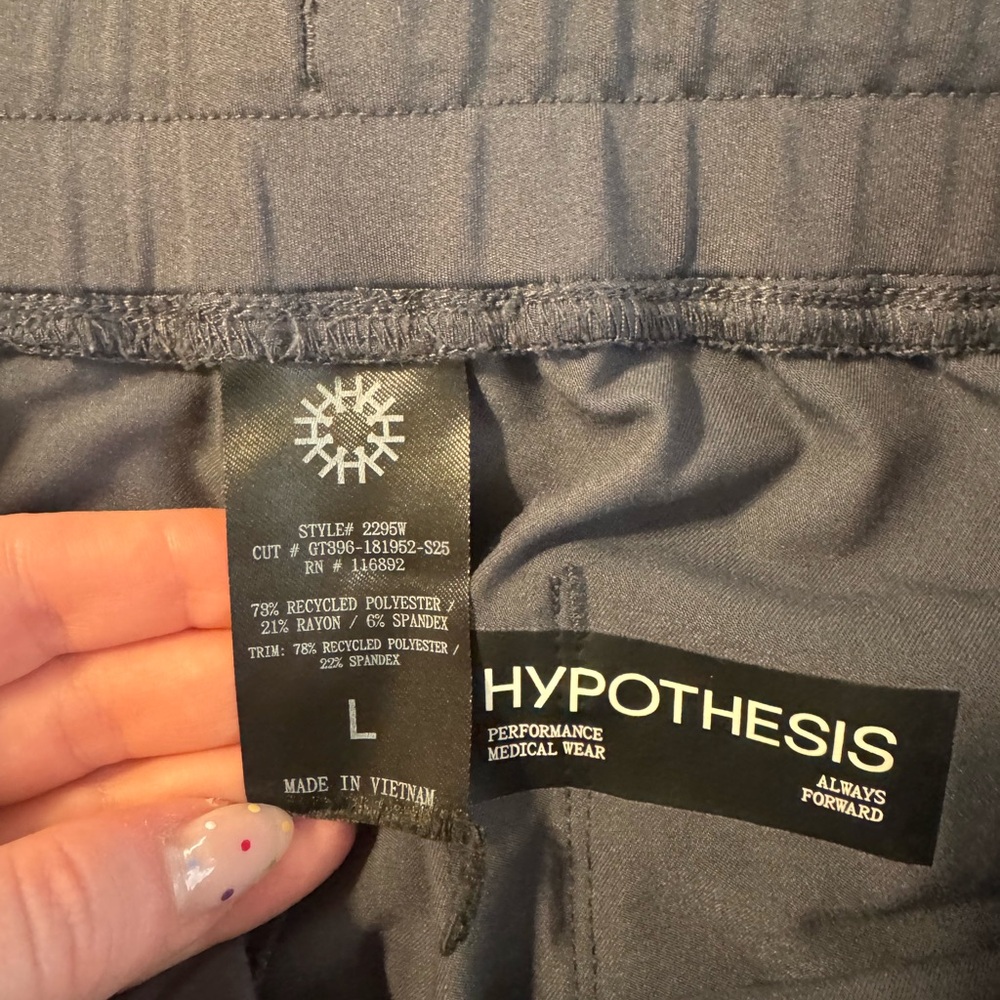 STYLE# 2295W
CUT # GT396-181952-S25
RN # 116892
73% RECYCLED POLYESTER /
21% RAYON / 6% SPANDEX
TRIM: 78% RECYCLED POLYESTER /
22% SPANDEX
L
MADE IN VIETNAM
HYPOTHESIS
PERFORMANCE
MEDICAL WEAR
ALWAYS
FORWARD